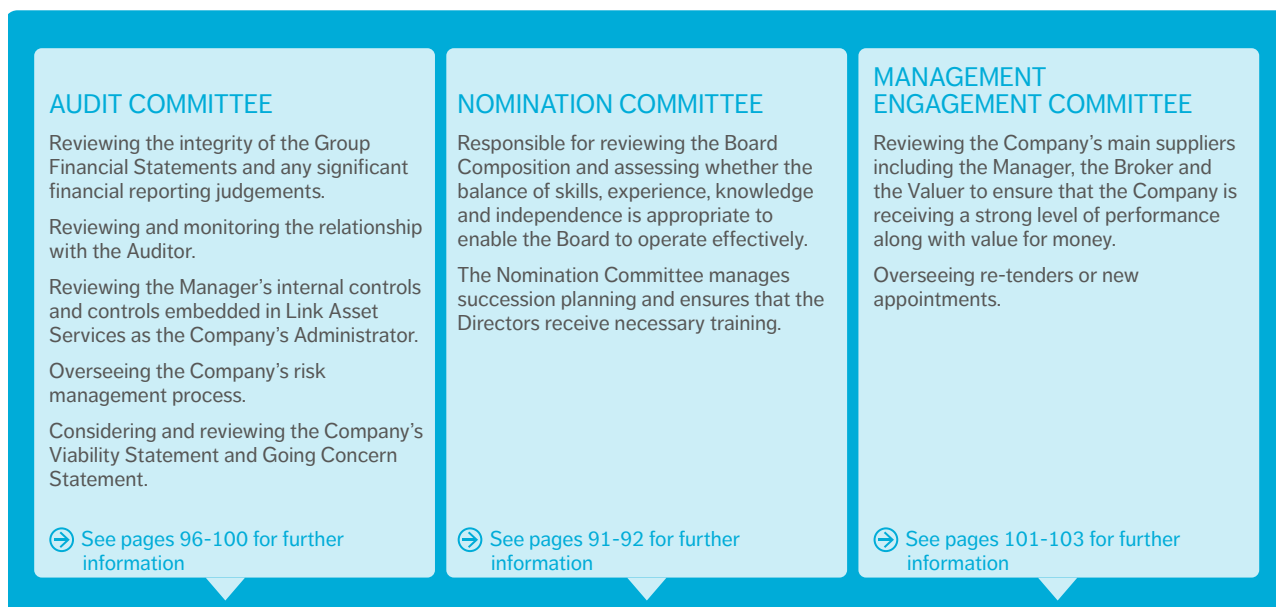 AUDIT COMMITTEE
Reviewing the integrity of the Group
Financial Statements and any significant
financial reporting judgements.
Reviewing and monitoring the relationship
with the Auditor.
Reviewing the Manager's internal controls
and controls embedded in Link Asset
Services as the Company's Administrator.
Overseeing the Company's risk
management process.
Considering and reviewing the Company's
Viability Statement and Going Concern
Statement.
See pages 96-100 for further
information
NOMINATION COMMITTEE
Responsible for reviewing the Board
Composition and assessing whether the
balance of skills, experience, knowledge
and independence is appropriate to
enable the Board to operate effectively.
The Nomination Committee manages
succession planning and ensures that the
Directors receive necessary training.
See pages 91-92 for further
information
MANAGEMENT
ENGAGEMENT COMMITTEE
Reviewing the Company's main suppliers
including the Manager, the Broker and
the Valuer to ensure that the Company is
receiving a strong level of performance
along with value for money.
Overseeing re-tenders or new
appointments.
See pages 101-103 for further
information